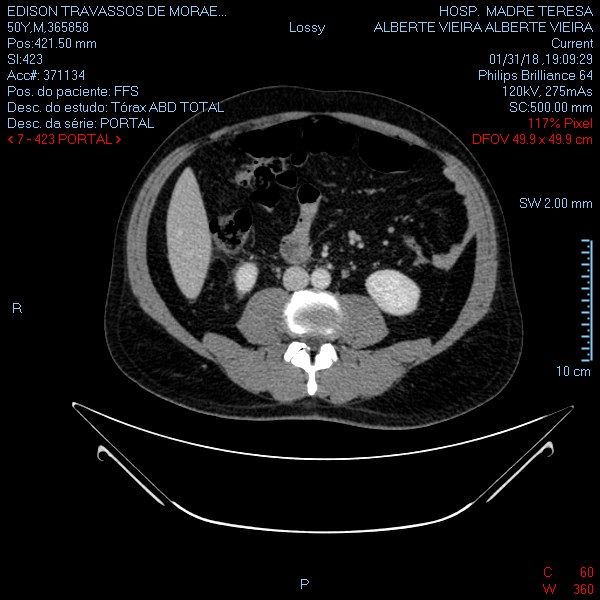 EDISON TRAVASSOS DE MORAE...
50Y,M,365858
Pos:421.50 mm
SI:423
Acc#: 371134
Pos. do paciente: FFS
Desc. do estudo: Tórax ABD TOTAL
Desc. da série: PORTAL
< 7 - 423 PORTAL >
Lossy
HOSP. MADRE TERESA
ALBERTE VIEIRA ALBERTE VIEIRA
Current
01/31/18 ,19:09:29
Philips Brilliance 64
120kV, 275mAs
SC:500.00 mm
117% Pixel
DFOV 49.9 x 49.9 cm
SW 2.00 mm
R
10 cm
P
C 60
W 360